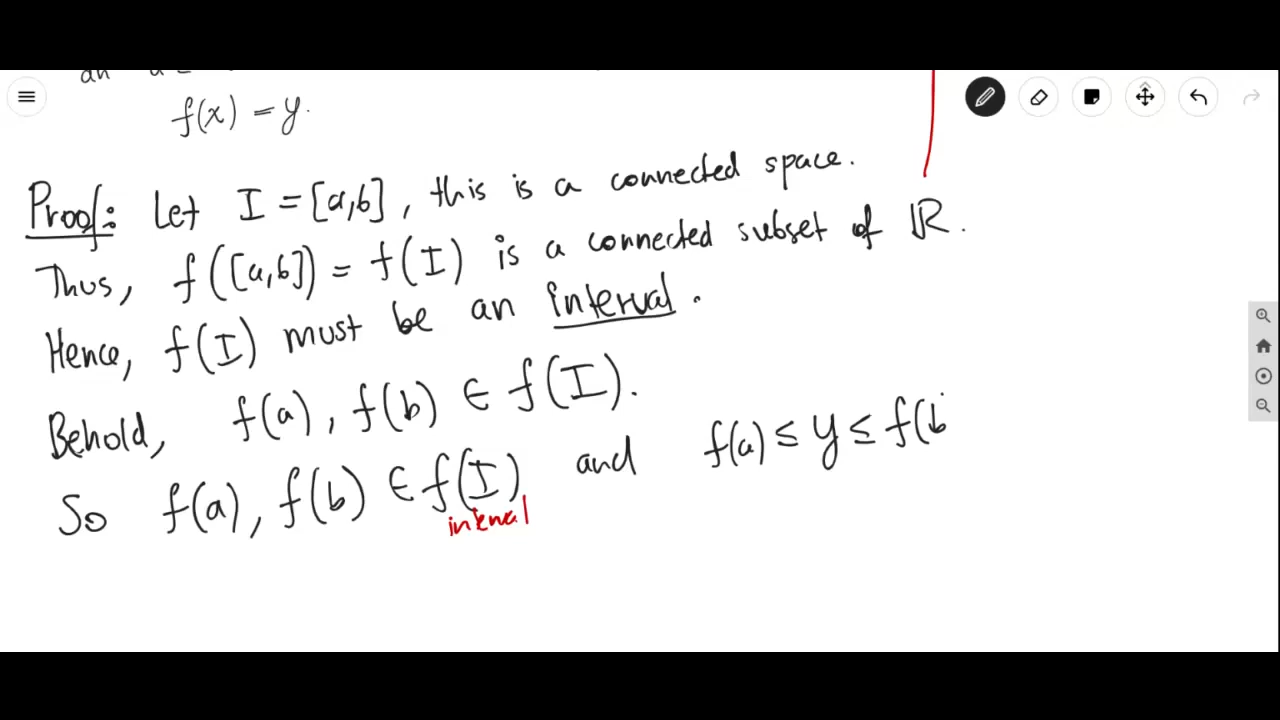 an
f(x) = y.
Proof: Let I = [a,b], this is a connected space.
Thus, f([a,b]) = f(I) is a connected subset of ℝ.
Hence, f(I) must be an interval.
Behold, f(a), f(b) ∈ f(I).
So f(a), f(b) ∈ f(I) and f(a) ≤ y ≤ f(b
interval